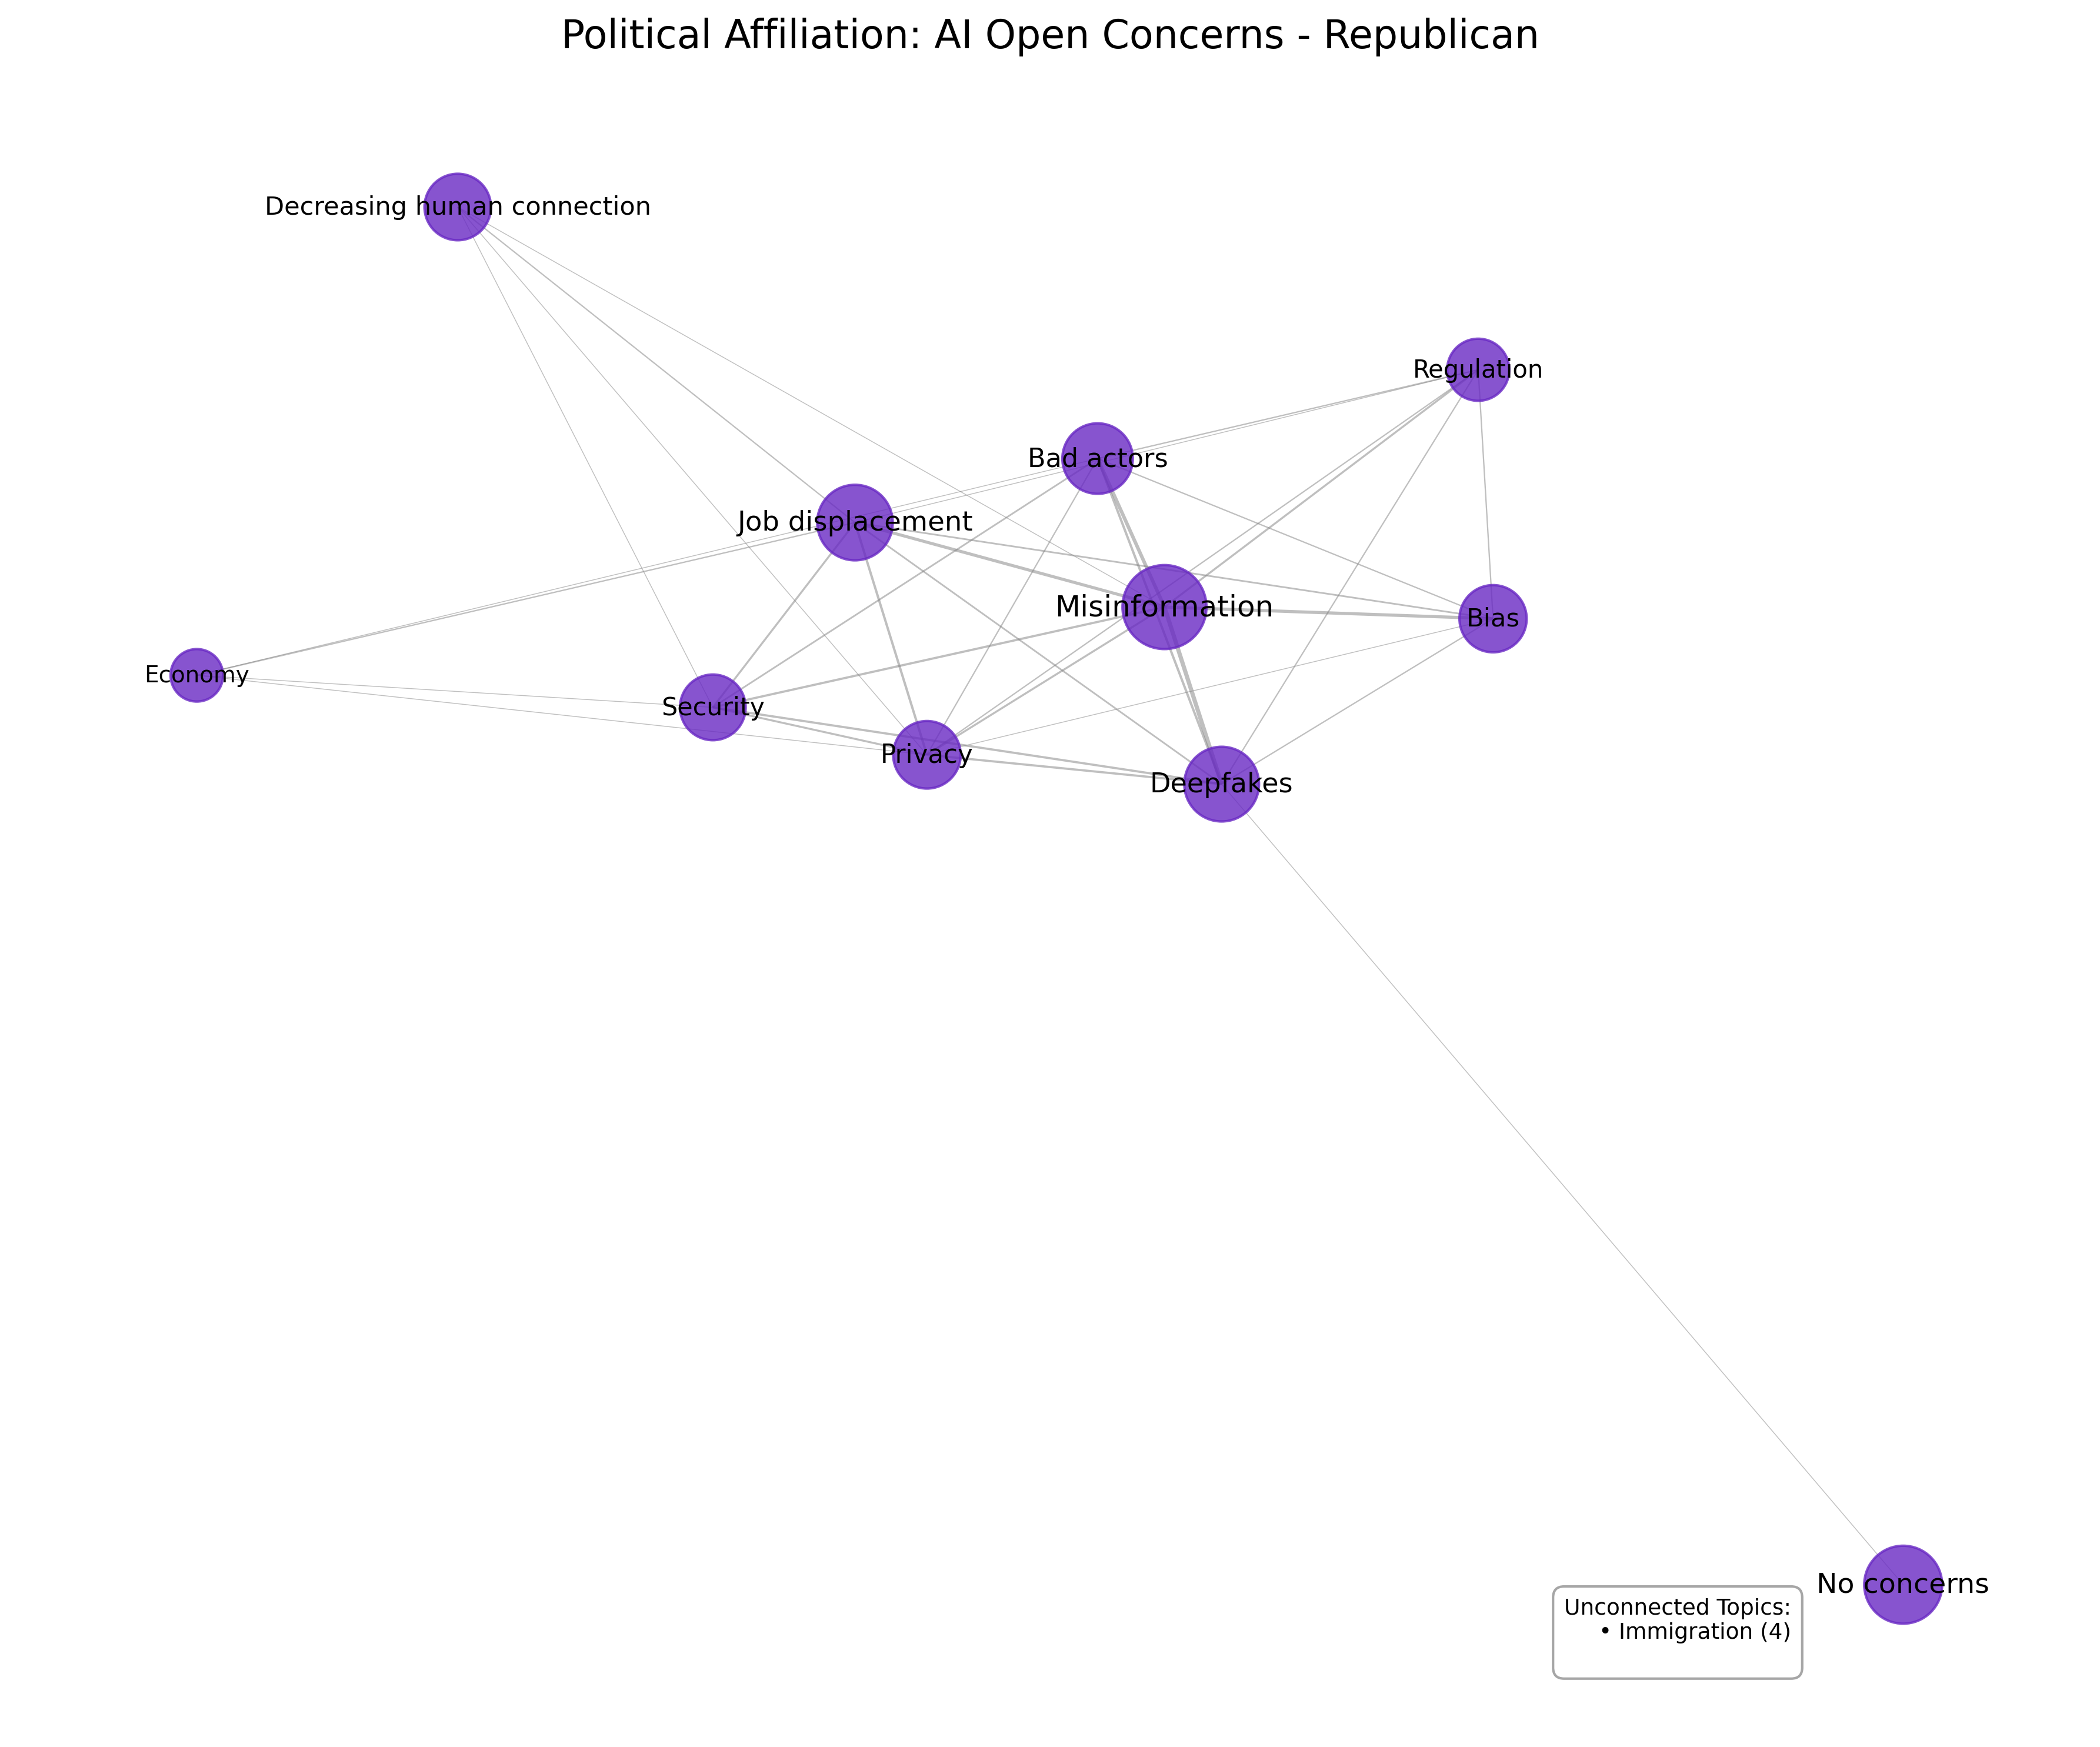 Political Affiliation: AI Open Concerns - Republican
Decreasing human connection
Regulation
Bad actors
Job displacement
Misinformation
Bias
Economy
Security
Privacy
Deepfakes
No concerns
Unconnected Topics:
• Immigration (4)